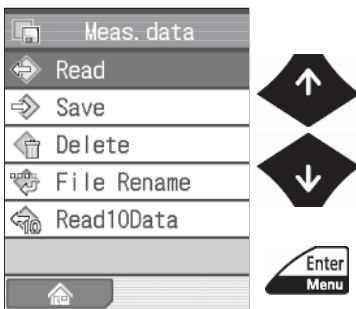 Meas.data
Read
Save
Delete
File Rename
Read10Data
Enter
Menu